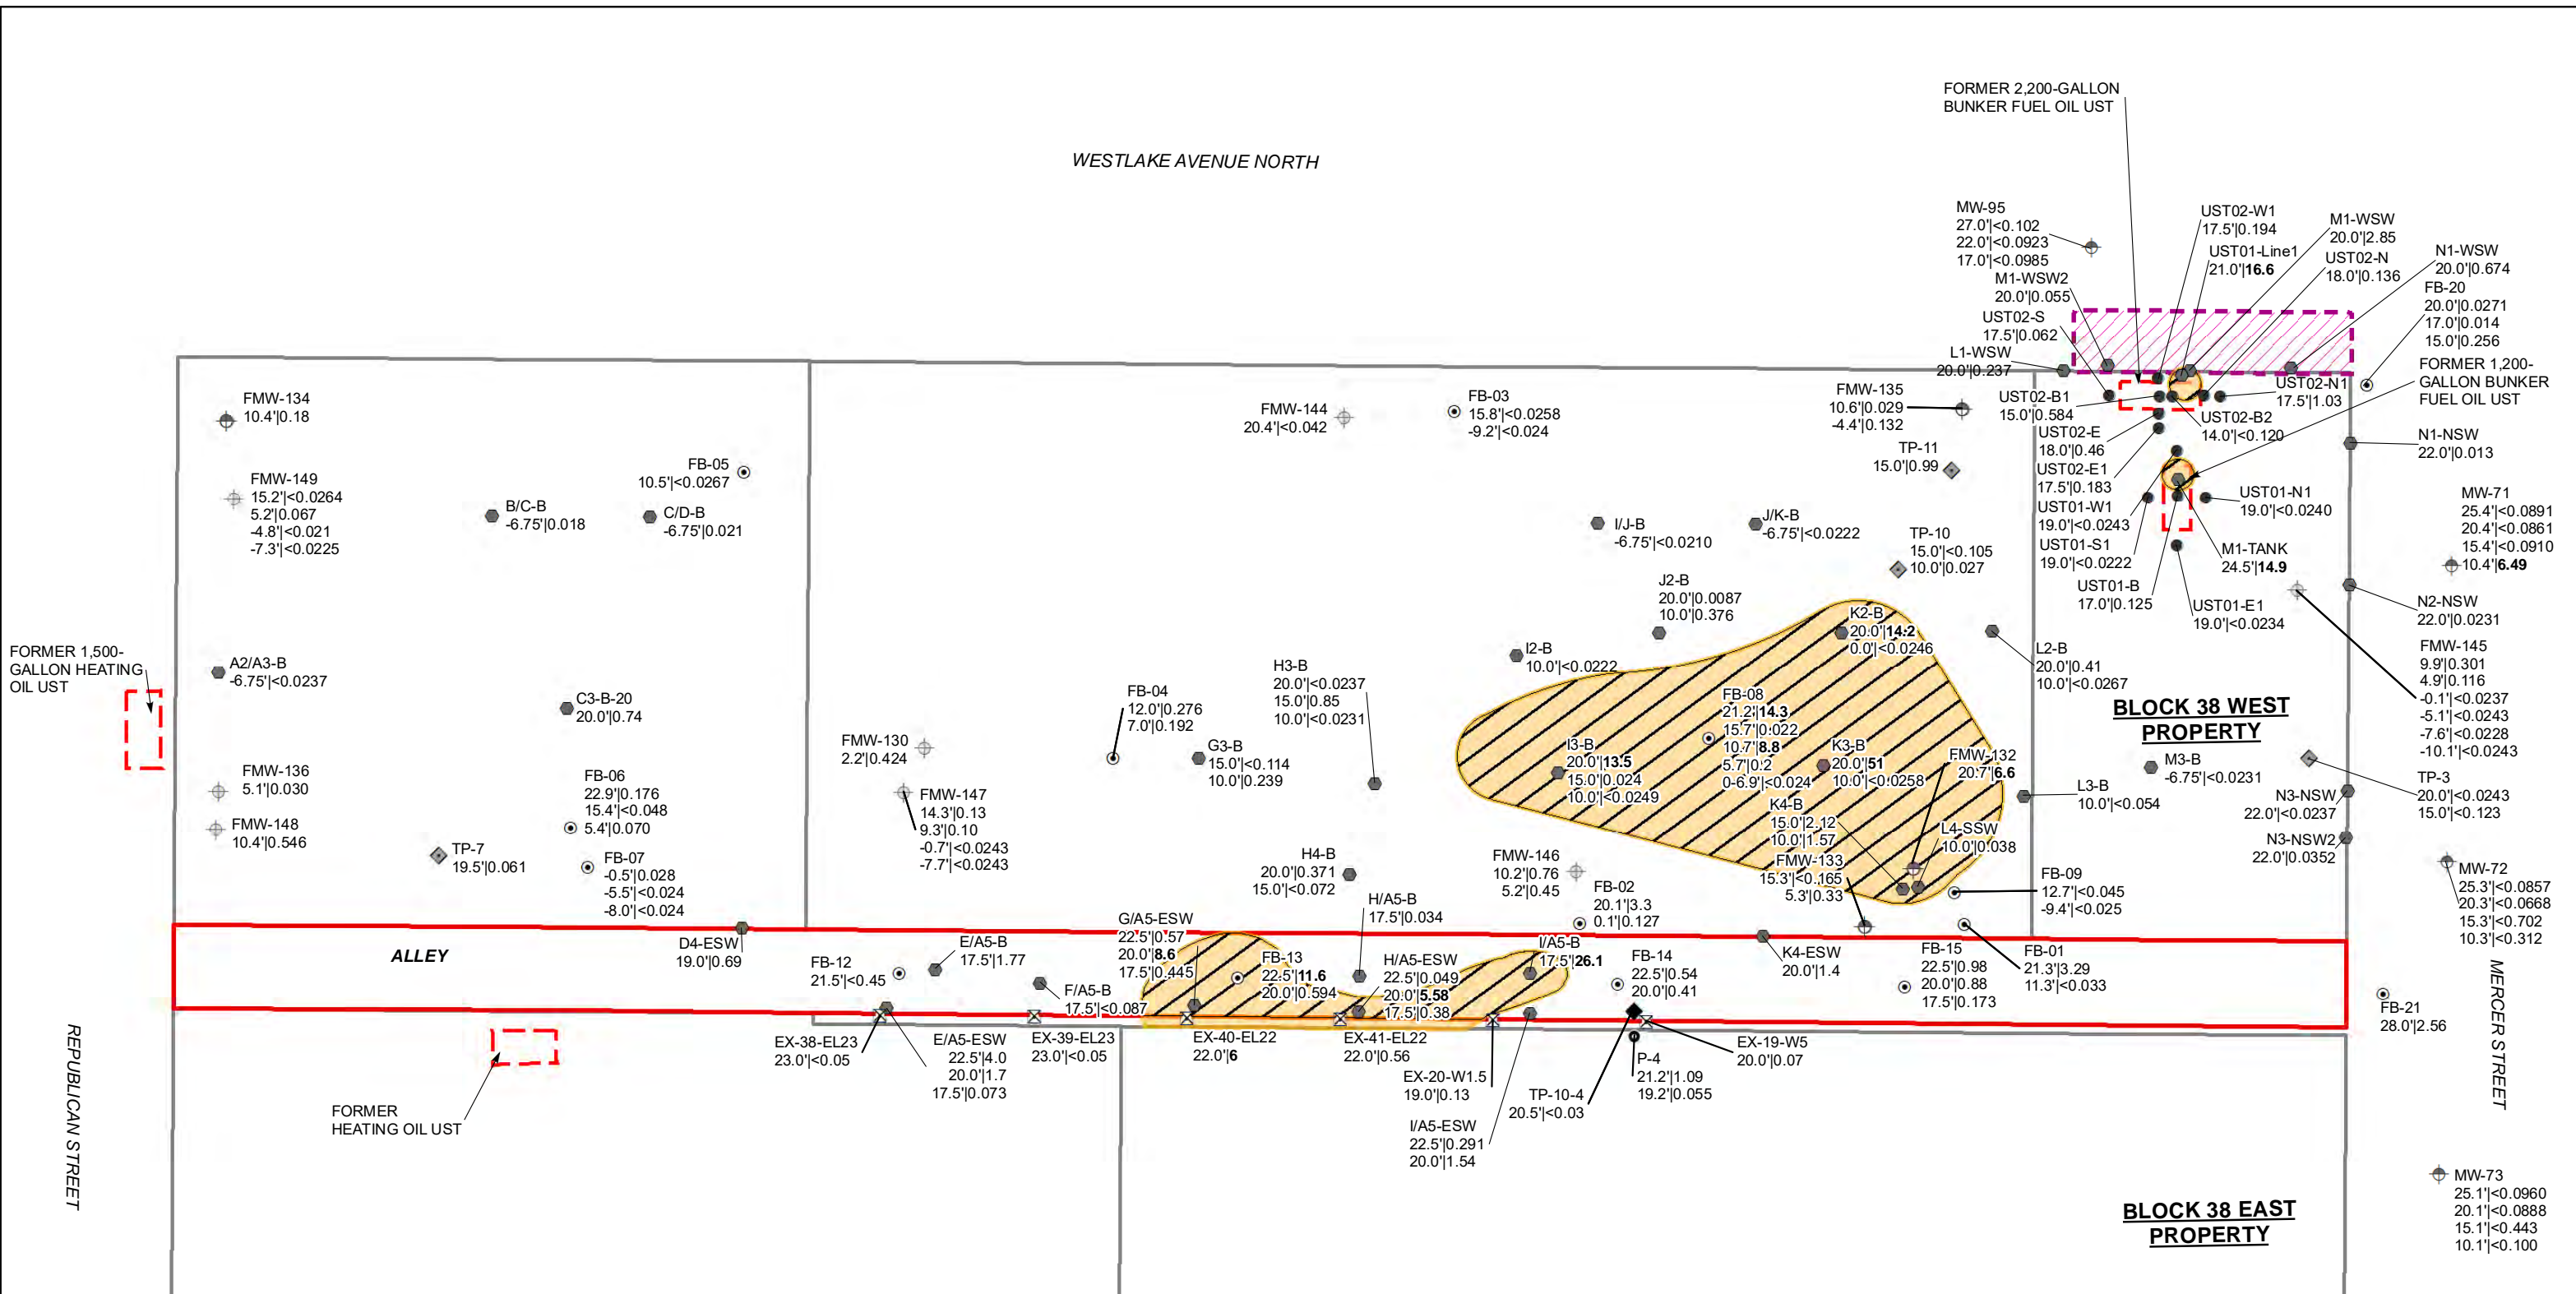 FORMER 2,200-GALLON
BUNKER FUEL OIL UST
WESTLAKE AVENUE NORTH
MW-95
27.0'|<0.102
22.0'|<0.0923
17.0'|<0.0985
UST02-W1
17.5'|0.194
M1-WSW
20.0'|2.85
UST01-Line1
21.0'|16.6
UST02-N
18.0'|0.136
N1-WSW
20.0'|0.674
FB-20
20.0'|0.0271
17.0'|0.014
15.0'|0.256
M1-WSW2
20.0'|0.055
UST02-S
17.5'|0.062
L1-WSW
20.0'|0.237
FORMER 1,200-
GALLON BUNKER
FUEL OIL UST
UST02-N1
17.5'|1.03
UST02-B1
15.0'|0.584
UST02-B2
14.0'|<0.120
UST02-E
18.0'|0.46
UST02-E1
17.5'|0.183
UST01-W1
19.0'|<0.0243
UST01-S1
19.0'|<0.0222
UST01-B
17.0'|0.125
UST01-N1
19.0'|<0.0240
M1-TANK
24.5'|14.9
UST01-E1
19.0'|<0.0234
N1-NSW
22.0'|0.013
MW-71
25.4'|<0.0891
20.4'|<0.0861
15.4'|<0.0910
10.4'|6.49
N2-NSW
22.0'|0.0231
FMW-145
9.9'|0.301
4.9'|0.116
-0.1'|<0.0237
-5.1'|<0.0243
-7.6'|<0.0228
-10.1'|<0.0243
FMW-134
10.4'|0.18
FMW-149
15.2'|<0.0264
5.2'|0.067
-4.8'|<0.021
-7.3'|<0.0225
FB-05
10.5'|<0.0267
B/C-B
-6.75'|0.018
C/D-B
-6.75'|0.021
FMW-144
20.4'|<0.042
FB-03
15.8'|<0.0258
-9.2'|<0.024
FMW-135
10.6'|0.029
-4.4'|0.132
TP-11
15.0'|0.99
I/J-B
-6.75'|<0.0210
J/K-B
-6.75'|<0.0222
TP-10
15.0'|<0.105
10.0'|0.027
J2-B
20.0'|0.0087
10.0'|0.376
K2-B
20.0'|14.2
0.0'|<0.0246
I2-B
10.0'|<0.0222
L2-B
20.0'|0.41
10.0'|<0.0267
BLOCK 38 WEST
PROPERTY
FORMER 1,500-
GALLON HEATING
OIL UST
A2/A3-B
-6.75'|<0.0237
C3-B-20
20.0'|0.74
H3-B
20.0'|<0.0237
15.0'|0.85
10.0'|<0.0231
FB-04
12.0'|0.276
7.0'|0.192
FMW-130
2.2'|0.424
G3-B
15.0'|<0.114
10.0'|0.239
FB-08
21.2'|14.3
15.7'|0.022
10.7'|8.8
5.7'|0.2
0-6.9'|<0.024
I3-B
20.0'|13.5
15.0'|0.024
10.0'|<0.0249
K3-B
20.0'|51
10.0'|<0.0258
FMW-132
20.7'|6.6
M3-B
-6.75'|<0.0231
TP-3
20.0'|<0.0243
15.0'|0.123
N3-NSW
22.0'|<0.0237
L3-B
10.0'|<0.054
N3-NSW2
22.0'|0.0352
FMW-136
5.1'|0.030
FMW-148
10.4'|0.546
FB-06
22.9'|0.176
15.4'|<0.048
5.4'|0.070
FMW-147
14.3'|0.13
9.3'|0.10
-0.7'|<0.0243
-7.7'|<0.0243
TP-7
19.5'|0.061
FB-07
-0.5'|0.028
-5.5'|<0.024
-8.0'|<0.024
H4-B
20.0'|0.371
15.0'|<0.072
FMW-146
10.2'|0.76
5.2'|0.45
K4-B
15.0'|2.12
10.0'|1.57
L4-SSW
10.0'|0.038
FMW-133
15.3'|<0.165
5.3'|0.33
FB-02
20.1'|3.3
0.1'|0.127
FB-09
12.7'|<0.045
-9.4'|<0.025
MW-72
25.3'|<0.0857
20.3'|<0.0668
15.3'|0.702
10.3'|0.312
H/A5-B
17.5'|0.034
G/A5-ESW
22.5'|0.57
20.0'|8.6
17.5'|0.445
ALLEY
D4-ESW
19.0'|0.69
E/A5-B
17.5'|1.77
FB-12
21.5'|<0.45
F/A5-B
17.5'|<0.087
FB-13
22.5'|11.6
20.0'|0.594
H/A5-ESW
22.5'|0.049
20.0'|5.58
17.5'|0.38
I/A5-B
17.5'|26.1
FB-14
22.5'|0.54
20.0'|0.41
K4-ESW
20.0'|1.4
FB-15
22.5'|0.98
20.0'|0.88
17.5'|0.173
FB-01
21.3'|3.29
11.3'|<0.033
FB-21
28.0'|2.56
MERCER STREET
REPUBLICAN STREET
EX-38-EL23
23.0'|<0.05
E/A5-ESW
22.5'|4.0
20.0'|1.7
17.5'|0.073
EX-39-EL23
23.0'|<0.05
EX-40-EL22
22.0'|6
EX-41-EL22
22.0'|0.56
EX-20-W1.5
19.0'|0.13
I/A5-ESW
22.5'|0.291
20.0'|1.54
TP-10-4
20.5'|<0.03
P-4
21.2'|1.09
19.2'|0.055
EX-19-W5
20.0'|0.07
FORMER
HEATING OIL UST
MW-73
25.1'|<0.0960
20.1'|<0.0888
15.1'|<0.443
10.1'|<0.100
BLOCK 38 EAST
PROPERTY